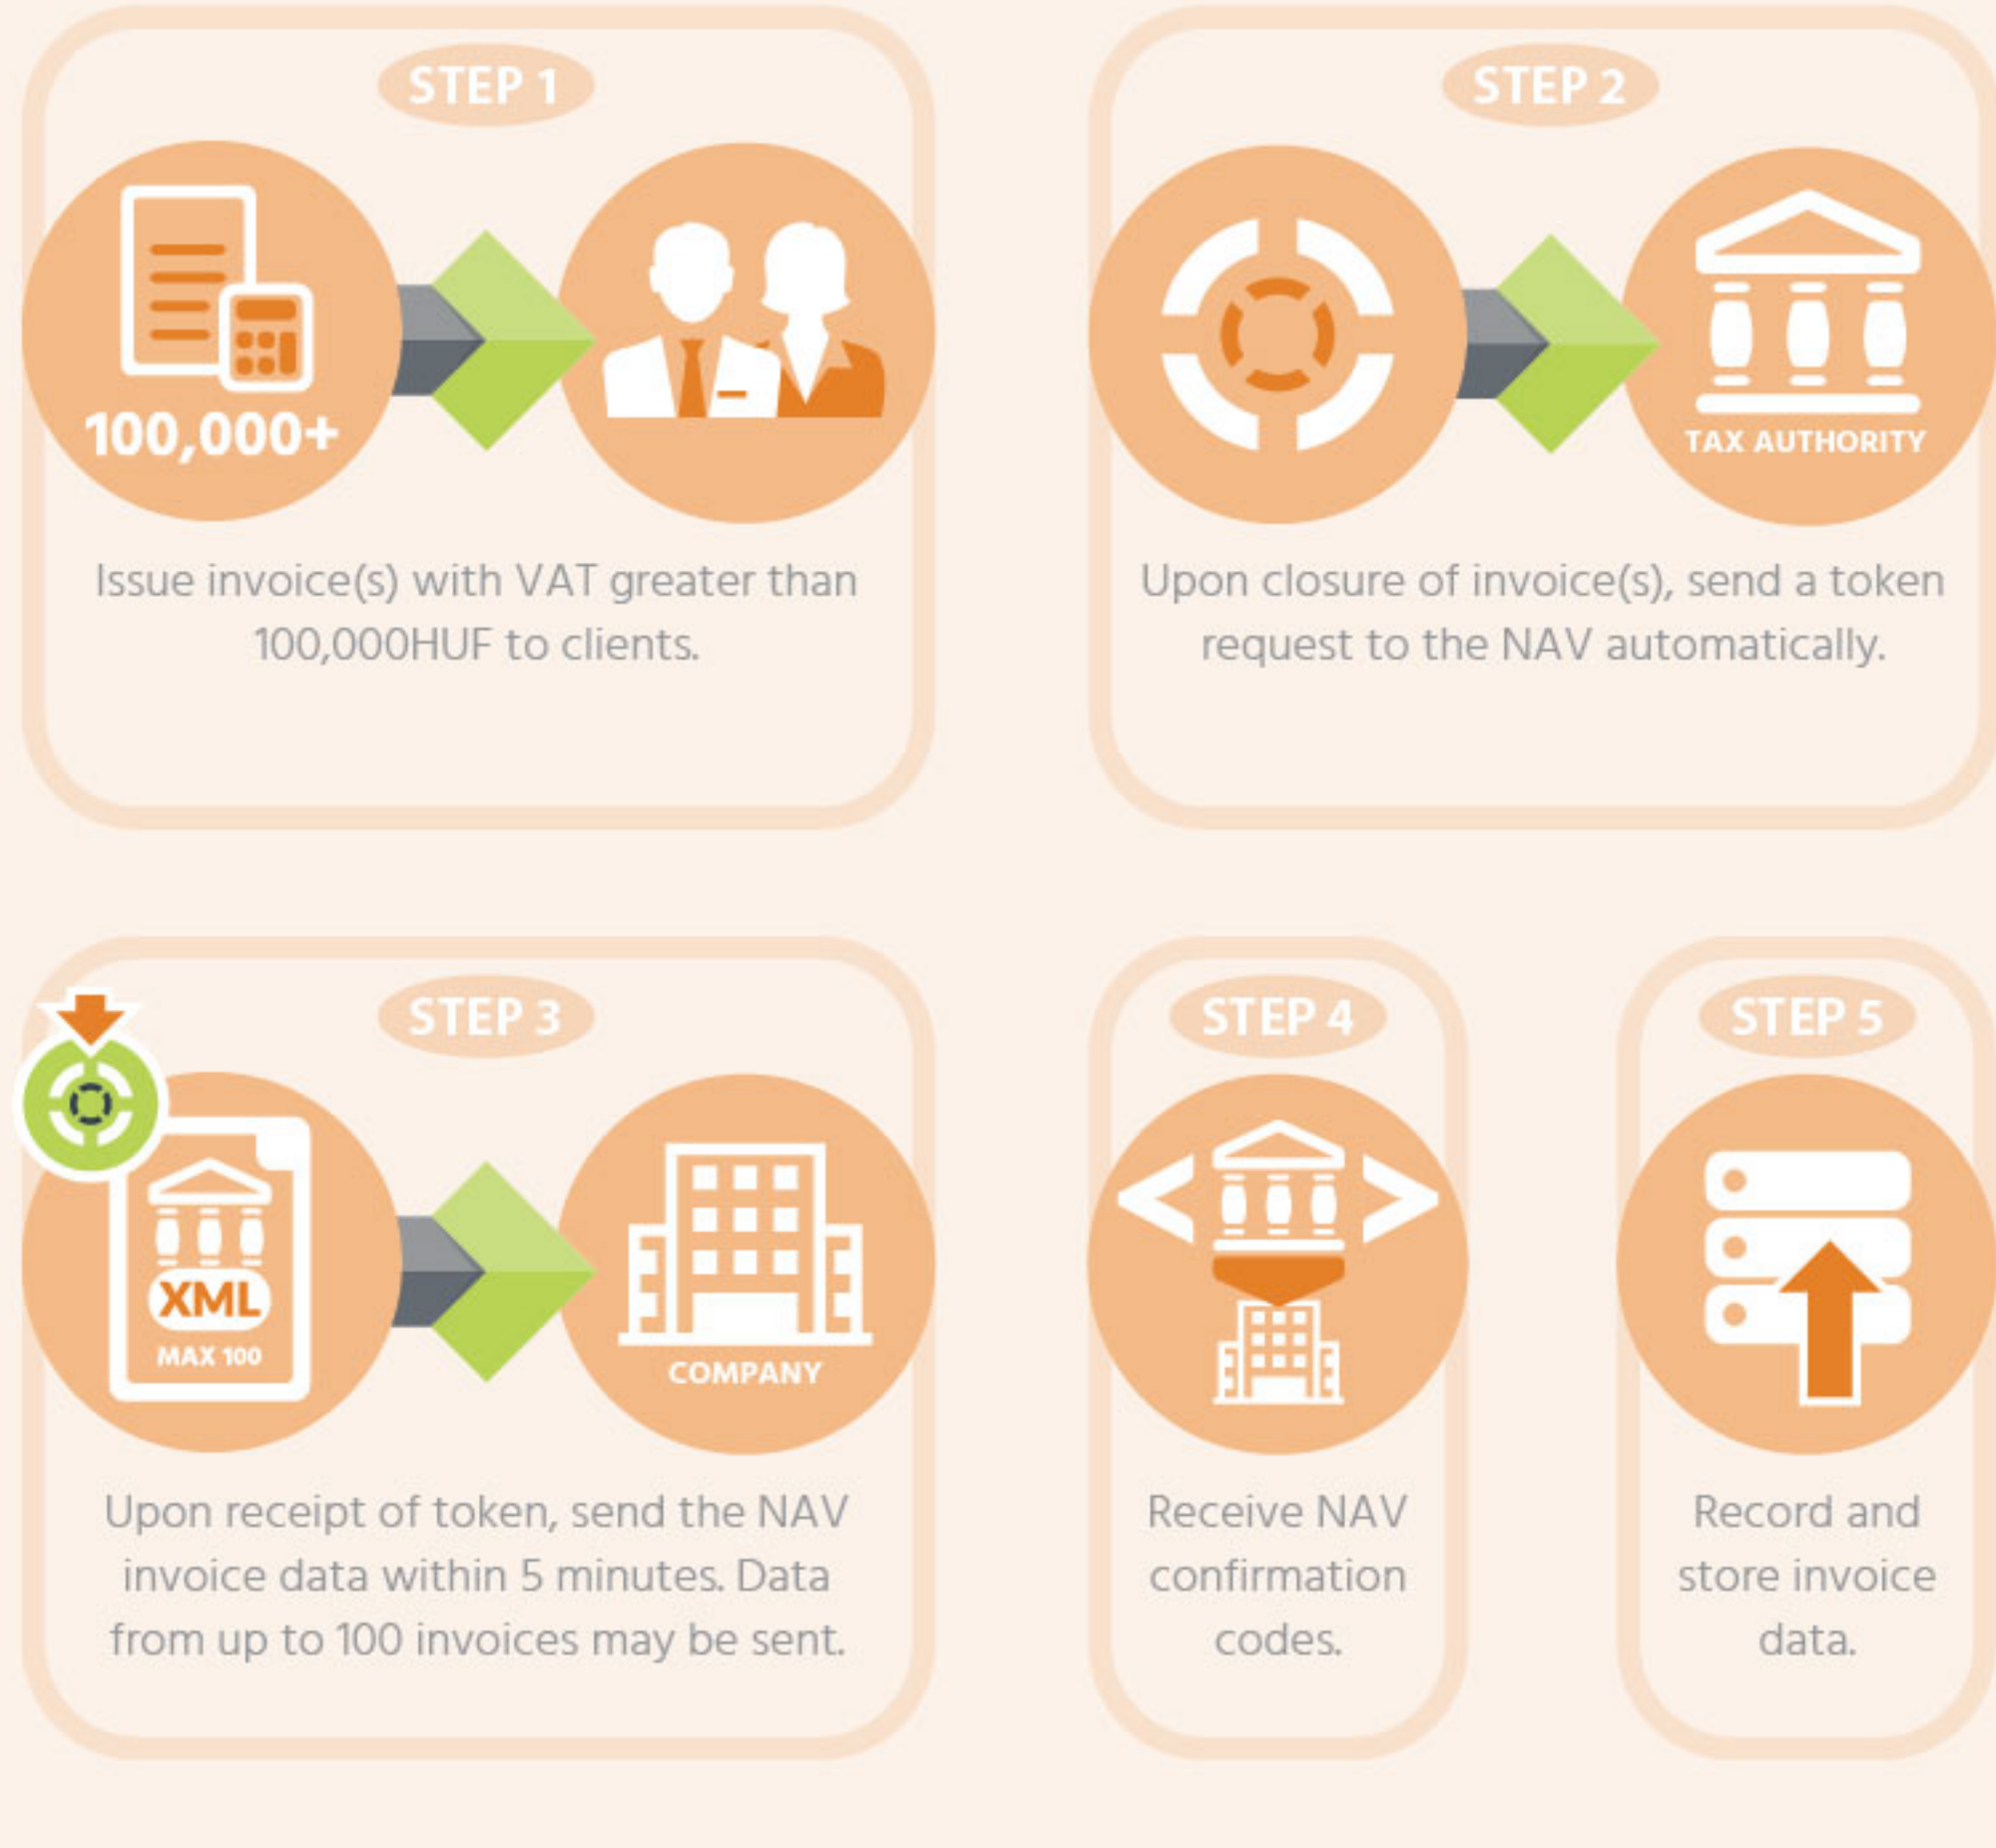 STEP 1
100,000+
Issue invoice(s) with VAT greater than
100,000HUF to clients.
STEP 2
TAX AUTHORITY
Upon closure of invoice(s), send a token
request to the NAV automatically.
STEP 3
XML
MAX 100
COMPANY
Upon receipt of token, send the NAV
invoice data within 5 minutes. Data
from up to 100 invoices may be sent.
STEP 4
Receive NAV
confirmation
codes.
STEP 5
Record and
store invoice
data.